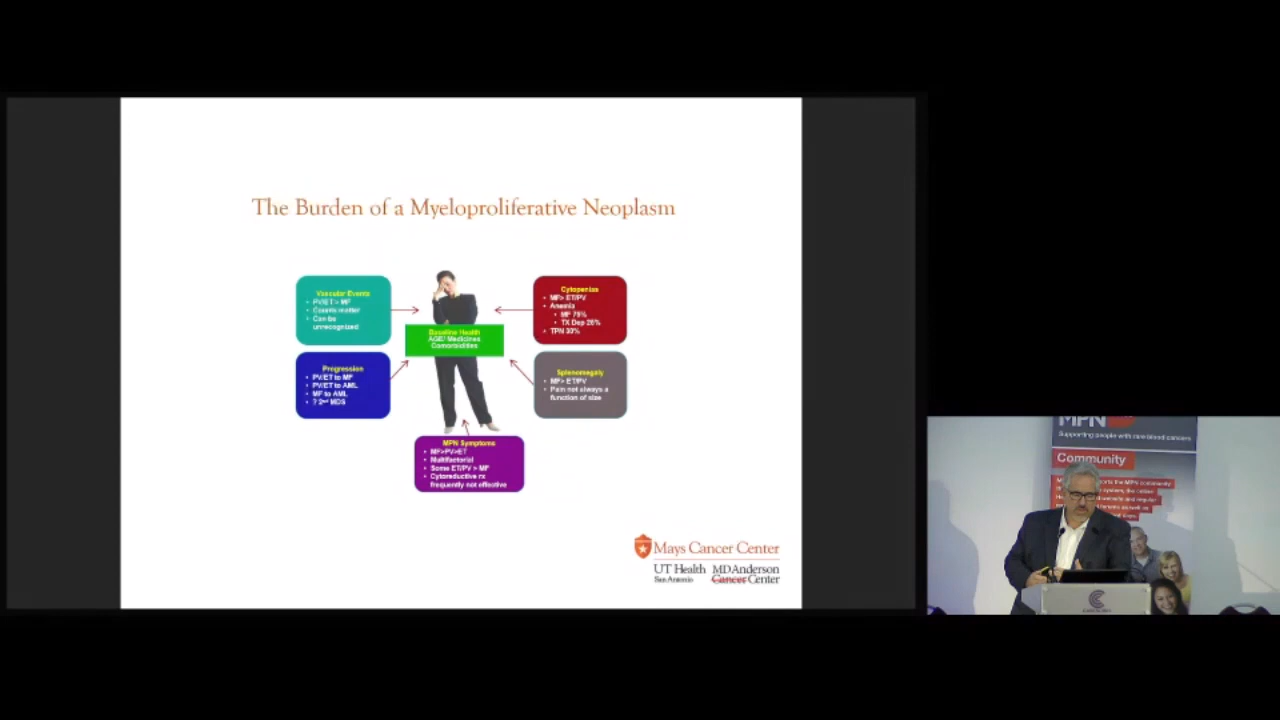 The Burden of a Myeloproliferative Neoplasm
Vascular Events
• PV/ET > MF
• Counts matter
• Can be
unrecognized
Progression
• PV/ET to MF
• PV/ET to AML
• MF to AML
• ? 2nd MDS
Baseline Health
AGE/ Medicines
Comorbidities
Cytopenias
• MF> ET/PV
• Anemia
• MF 75%
• TX Dep 25%
• TPN 30%
Splenomegaly
• MF> ET/PV
• Pain not always a
function of size
MPN Symptoms
• MF>PV>ET
• Multifactorial
• Some ET/PV > MF
• Cytoreductive rx
frequently not effective
Mays Cancer Center
UT Health
San Antonio
MDAnderson
Cancer Center
MPN
Supporting people with rare blood cancers
Community